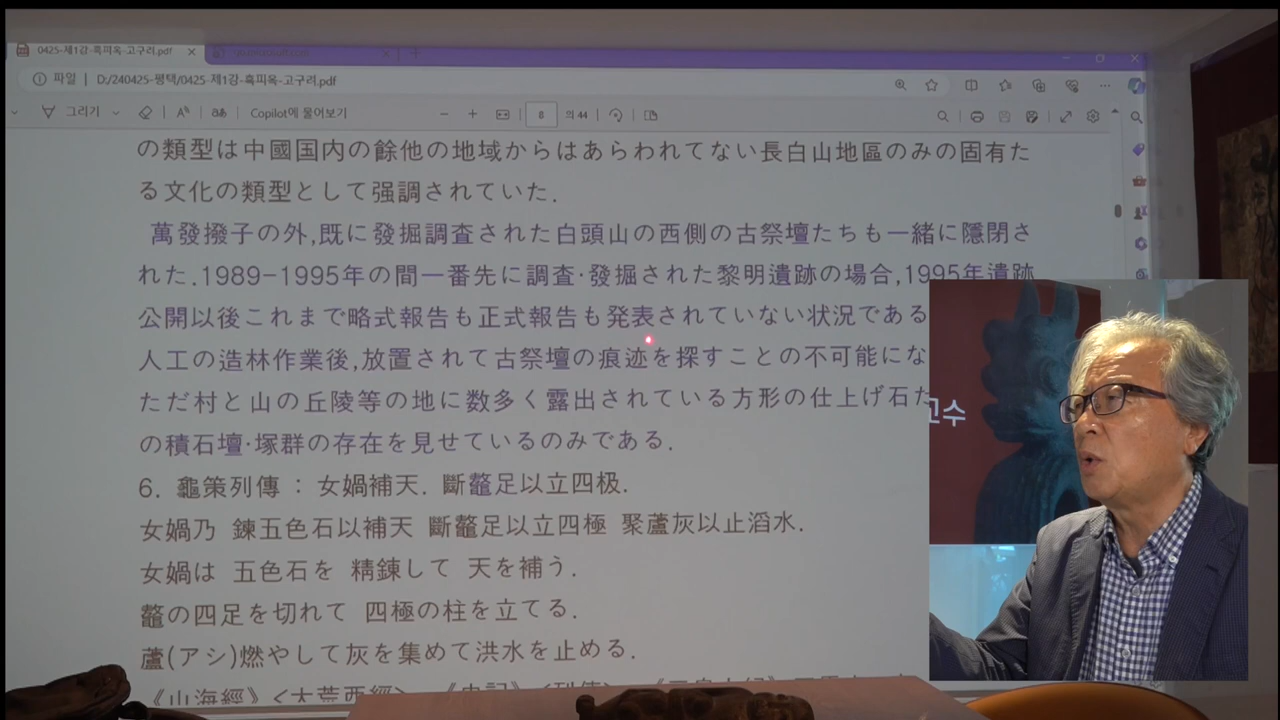 0425-제1강-흑피옥-고구려.pdf
파일 | D:/240425-평택/0425-제1강-흑피옥-고구려.pdf
그리기 Copilot에 물어보기 8 의 44
の類型は中國国内の餘他の地域からはあらわれてない長白山地區のみの固有た
る文化の類型として强調されていた.
萬發撥子の外,既に發掘調査された白頭山の西側の古祭壇たちも一緒に隱閉さ
れた.1989-1995年の間一番先に調査·發掘された黎明遺跡の場合,1995年遺跡
公開以後これまで略式報告も正式報告も発表されていない状況である
人工の造林作業後,放置されて古祭壇の痕迹を探すことの不可能にな
ただ村と山の丘陵等の地に数多く露出されている方形の仕上げ石た
の積石壇·塚群の存在を見せているのみである.
6. 龜策列傳 : 女媧補天. 斷鼇足以立四极.
女媧乃 鍊五色石以補天 斷鼇足以立四極 聚蘆灰以止滔水.
女媧は 五色石を 精錬して 天を補う.
鼇の四足を切れて 四極の柱を立てる.
蘆(アシ)燃やして灰を集めて洪水を止める.
《山海經》<大荒西經>
교수